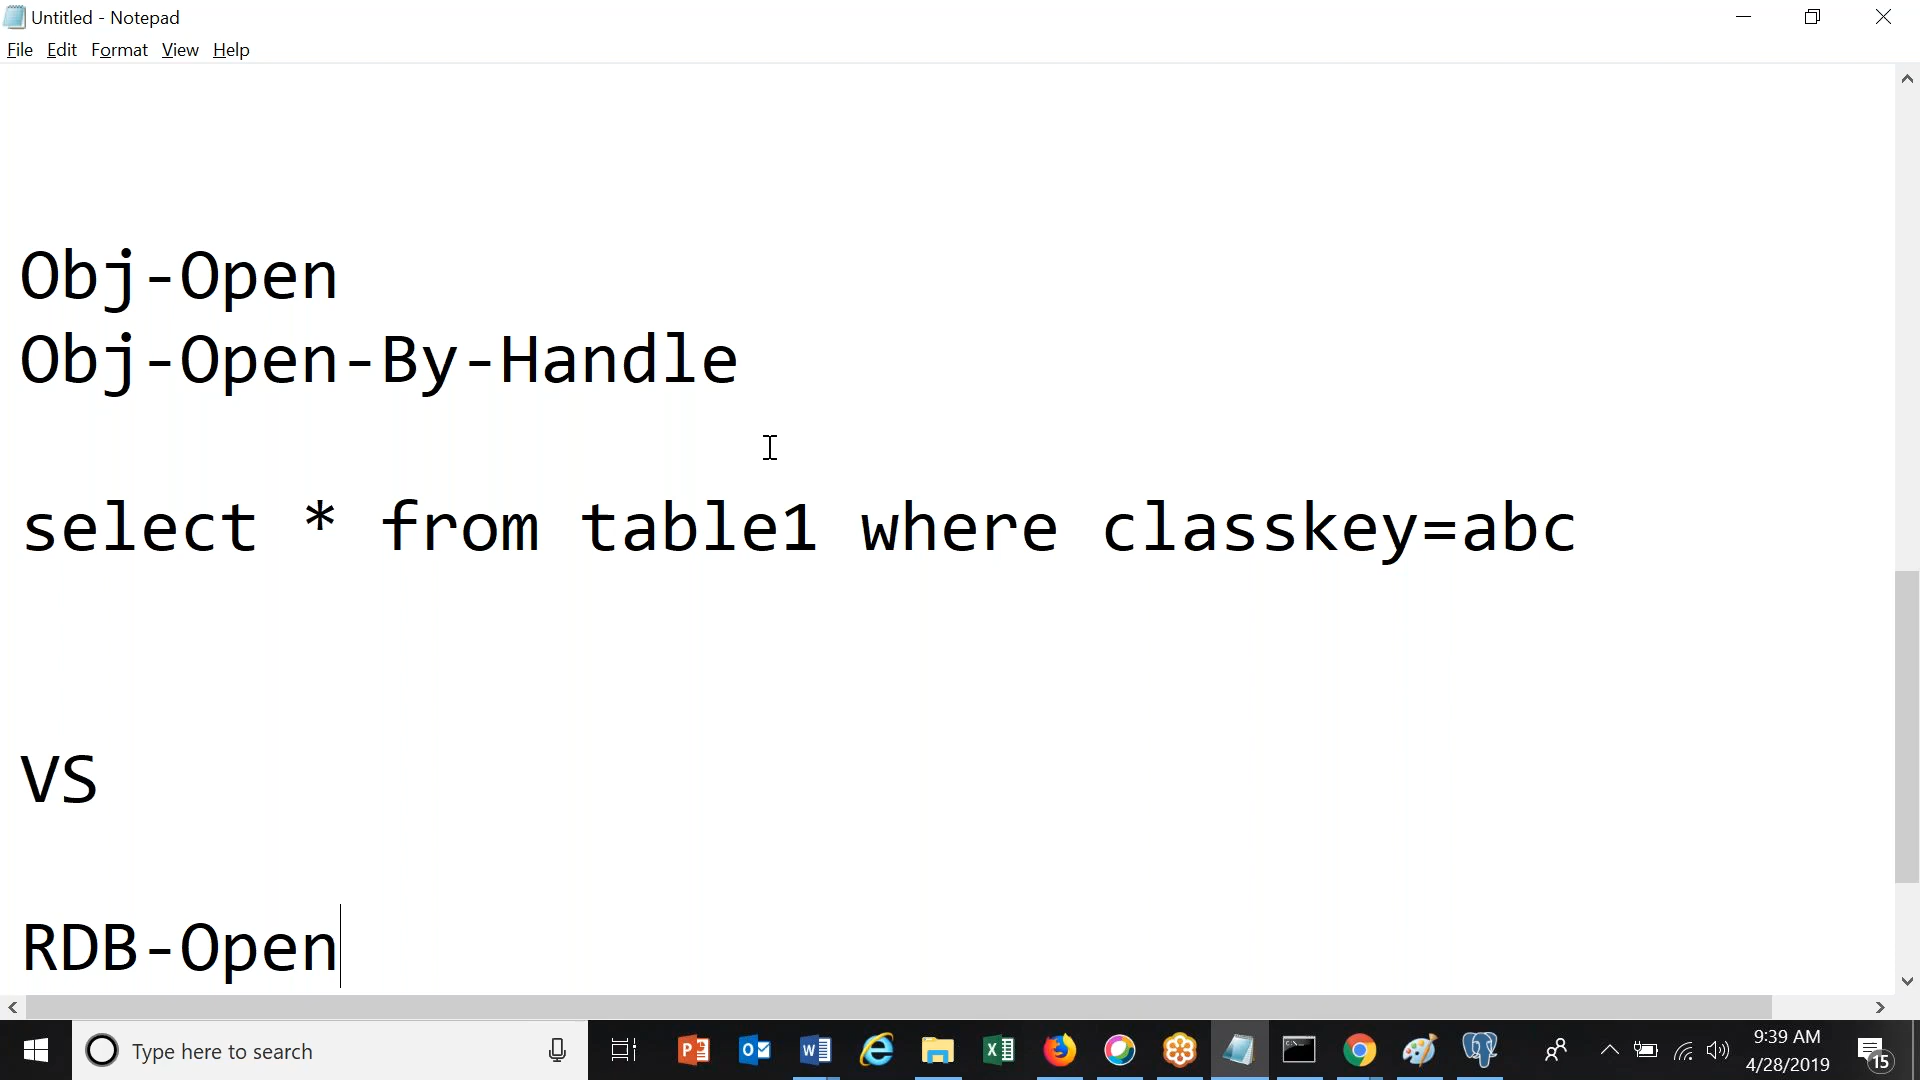 Untitled - Notepad
File Edit Format View Help
Obj-Open
Obj-Open-By-Handle
select * from table1 where classkey=abc
VS
RDB-Open
Type here to search
9:39 AM
4/28/2019
15